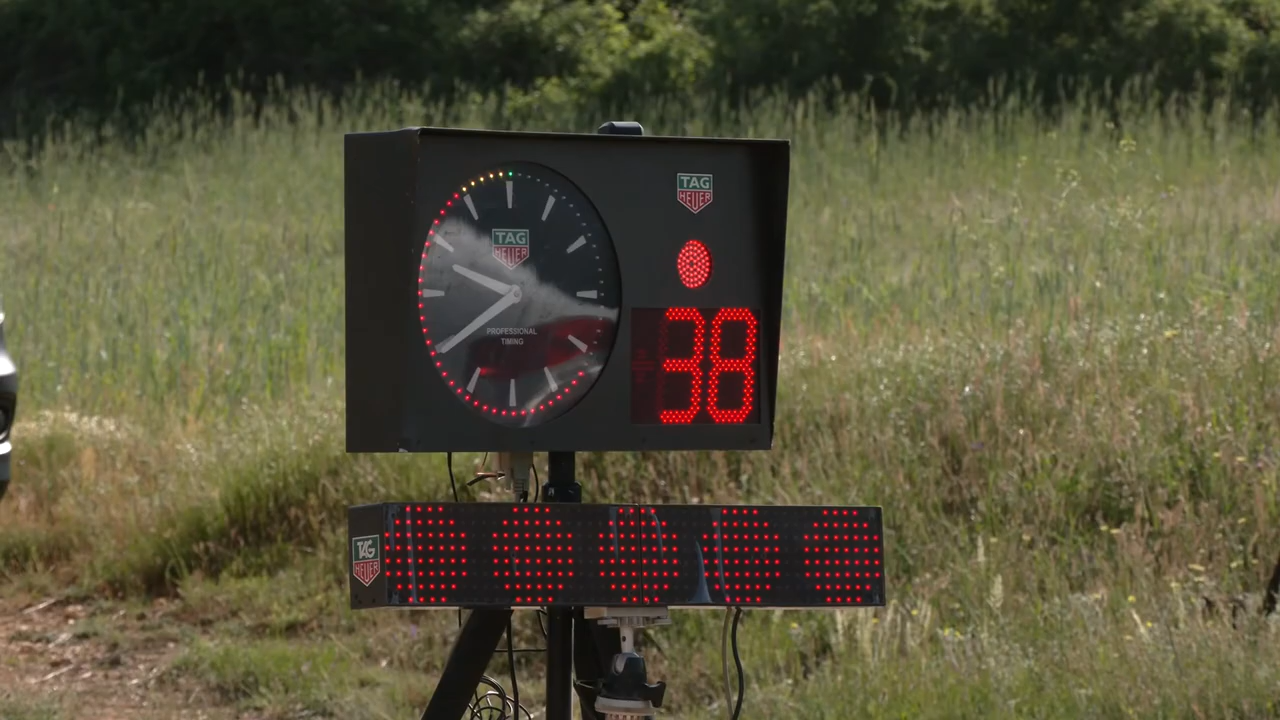 TAG
HEUER
PROFESSIONAL
TIMING
TAG
HEUER
38
TAG
HEUER